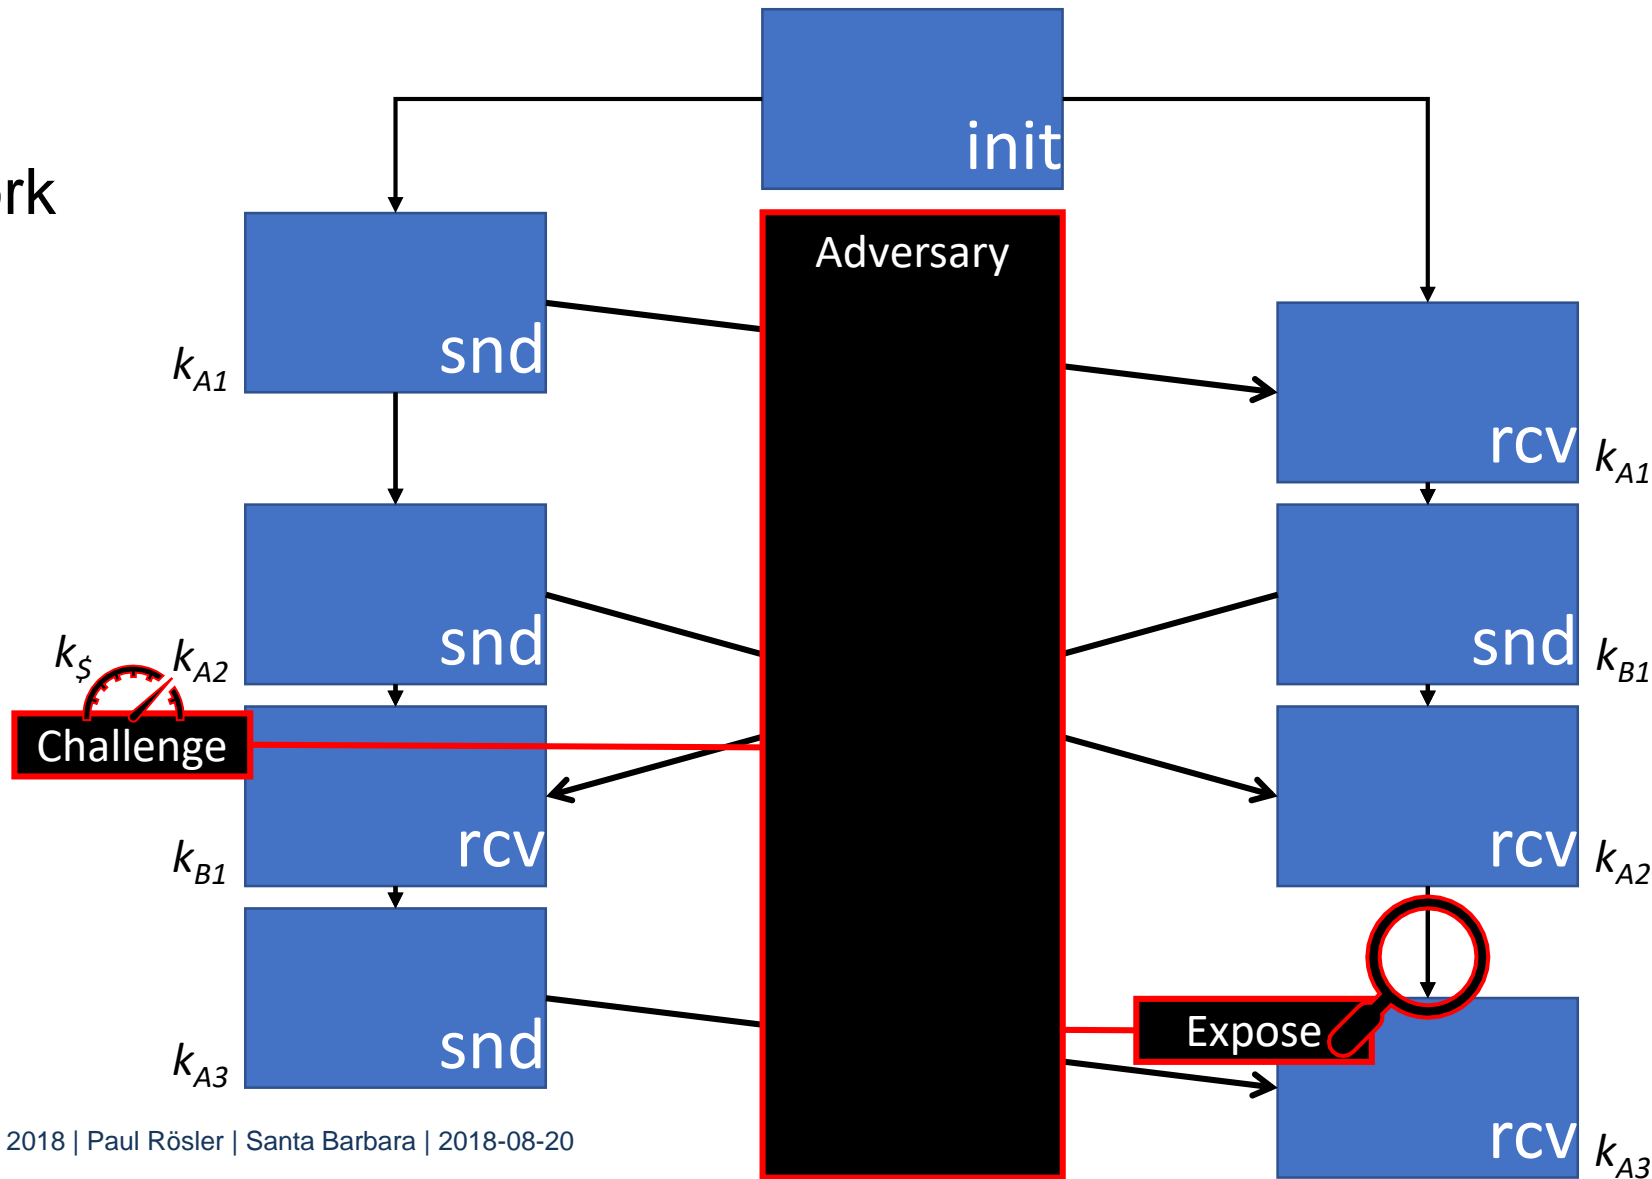 init
rk
Adversary
snd
k_A1
rcv
k_A1
snd
snd
k_B1
k_$
k_A2
Challenge
rcv
k_B1
rcv
k_A2
snd
k_A3
Expose
rcv
k_A3
2018 | Paul Rösler | Santa Barbara | 2018-08-20